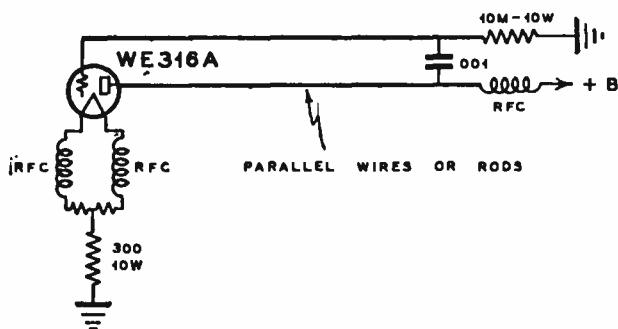 10M-10W
WE316A
.001
+ B
RFC
RFC
RFC
PARALLEL WIRES OR RODS
300
10W